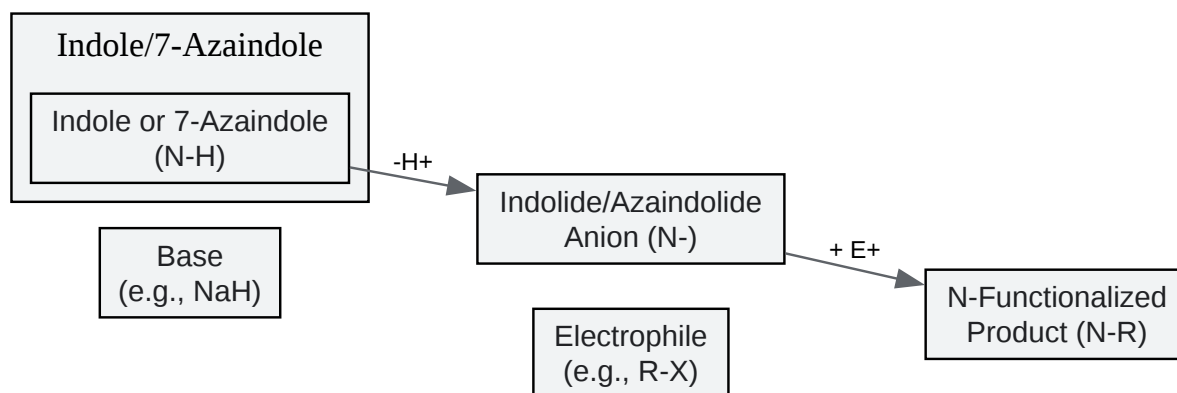 Indole/7-Azaindole
Indole or 7-Azaindole
(N-H)
-H+
Indolide/Azaindolide
Anion (N-)
Base
(e.g., NaH)
+ E+
N-Functionalized
Product (N-R)
Electrophile
(e.g., R-X)